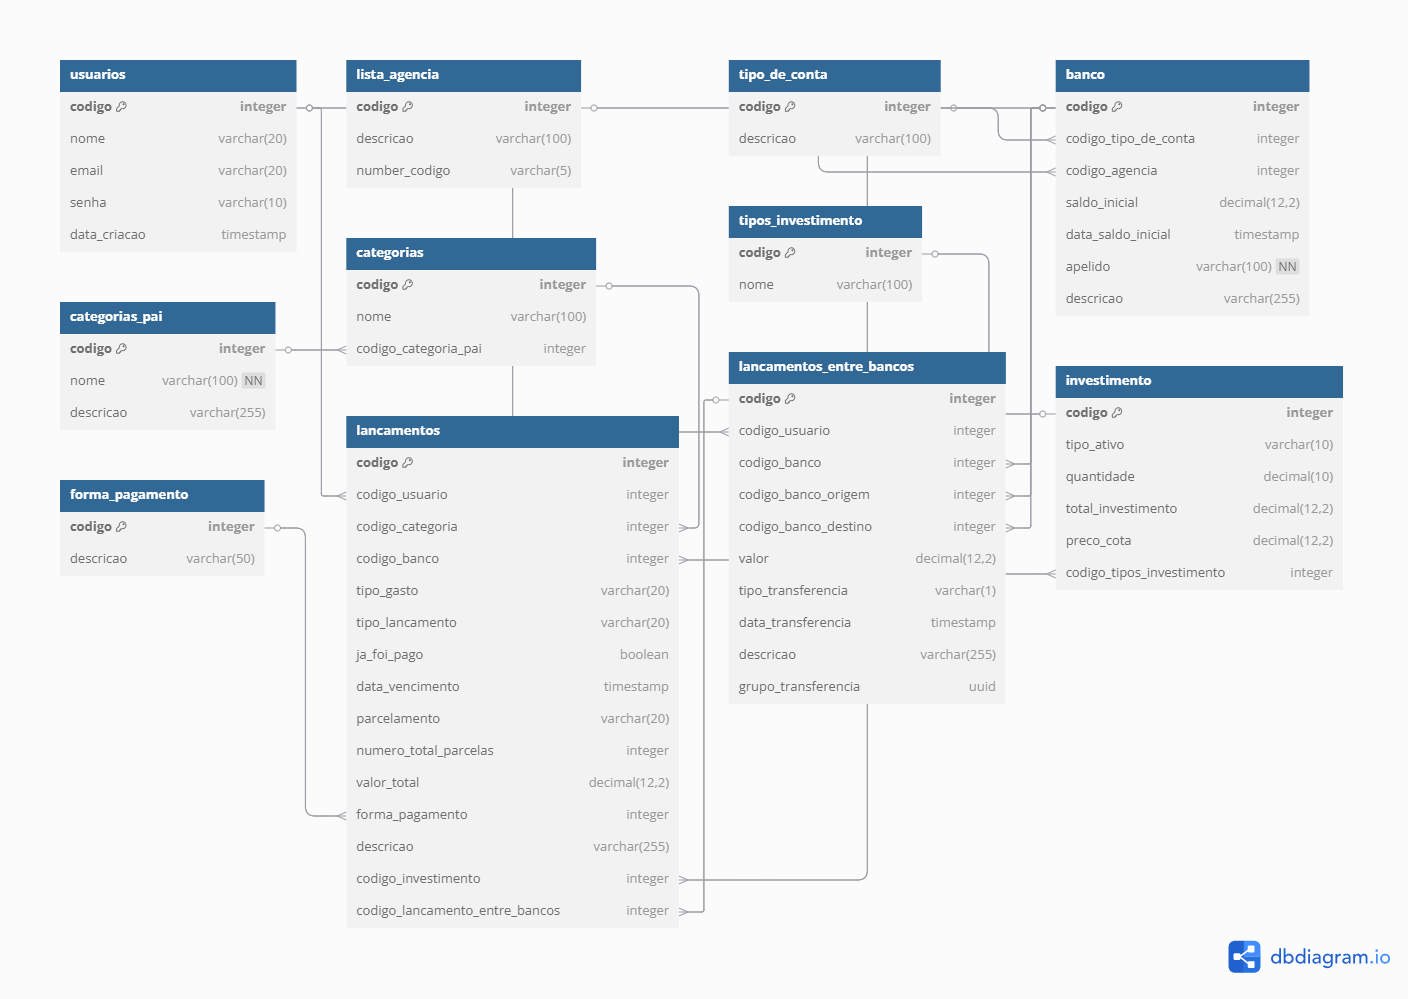 usuarios
codigo integer
nome varchar(20)
email varchar(20)
senha varchar(10)
data_criacao timestamp
lista_agencia
codigo integer
descricao varchar(100)
number_codigo varchar(5)
tipo_de_conta
codigo integer
descricao varchar(100)
banco
codigo integer
codigo_tipo_de_conta integer
codigo_agencia integer
saldo_inicial decimal(12,2)
data_saldo_inicial timestamp
apelido varchar(100) NN
descricao varchar(255)
tipos_investimento
codigo integer
nome varchar(100)
categorias
codigo integer
nome varchar(100)
codigo_categoria_pai integer
categorias_pai
codigo integer
nome varchar(100) NN
descricao varchar(255)
lancamentos_entre_bancos
codigo integer
codigo_usuario integer
codigo_banco integer
codigo_banco_origem integer
codigo_banco_destino integer
valor decimal(12,2)
tipo_transferencia varchar(1)
data_transferencia timestamp
descricao varchar(255)
grupo_transferencia uuid
investimento
codigo integer
tipo_ativo varchar(10)
quantidade decimal(10)
total_investimento decimal(12,2)
preco_cota decimal(12,2)
codigo_tipos_investimento integer
lancamentos
codigo integer
codigo_usuario integer
codigo_categoria integer
codigo_banco integer
tipo_gasto varchar(20)
tipo_lancamento varchar(20)
ja_foi_pago boolean
data_vencimento timestamp
parcelamento varchar(20)
numero_total_parcelas integer
valor_total decimal(12,2)
forma_pagamento integer
descricao varchar(255)
codigo_investimento integer
codigo_lancamento_entre_bancos integer
forma_pagamento
codigo integer
descricao varchar(50)
dbdiagram.io